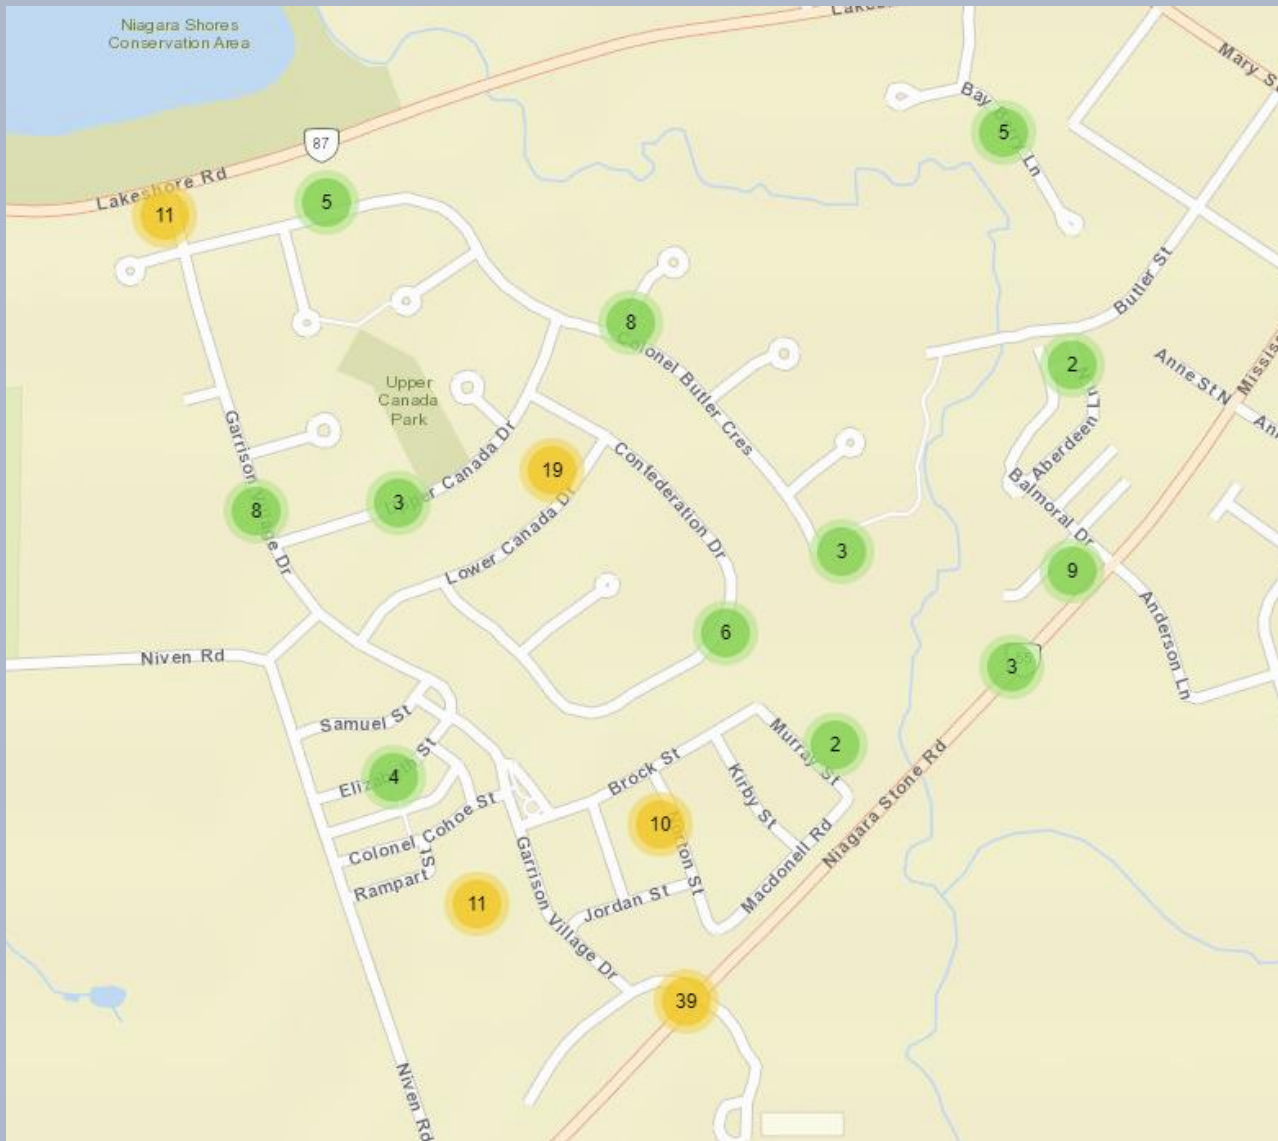 Niagara Shores
Conservation Area
87
Lakeshore Rd
11
5
5
Butler St
8
Colonel Butler Cres
2
Anne St N
Upper
Canada
Park
Garrison Village Dr
8
3
Upper Canada Dr
19
Lower Canada Dr
Confederation Dr
3
Aberdeen Ln
Balmoral Dr
9
Anderson Ln
6
3
Niven Rd
Samuel St
Elizabeth St
4
Colonel Cohoe St
Rampart St
11
Brock St
Murray St
2
Kirby St
10
Jordan St
Macdonell Rd
Niagara Stone Rd
Garrison Village Dr
39
Niven Rd